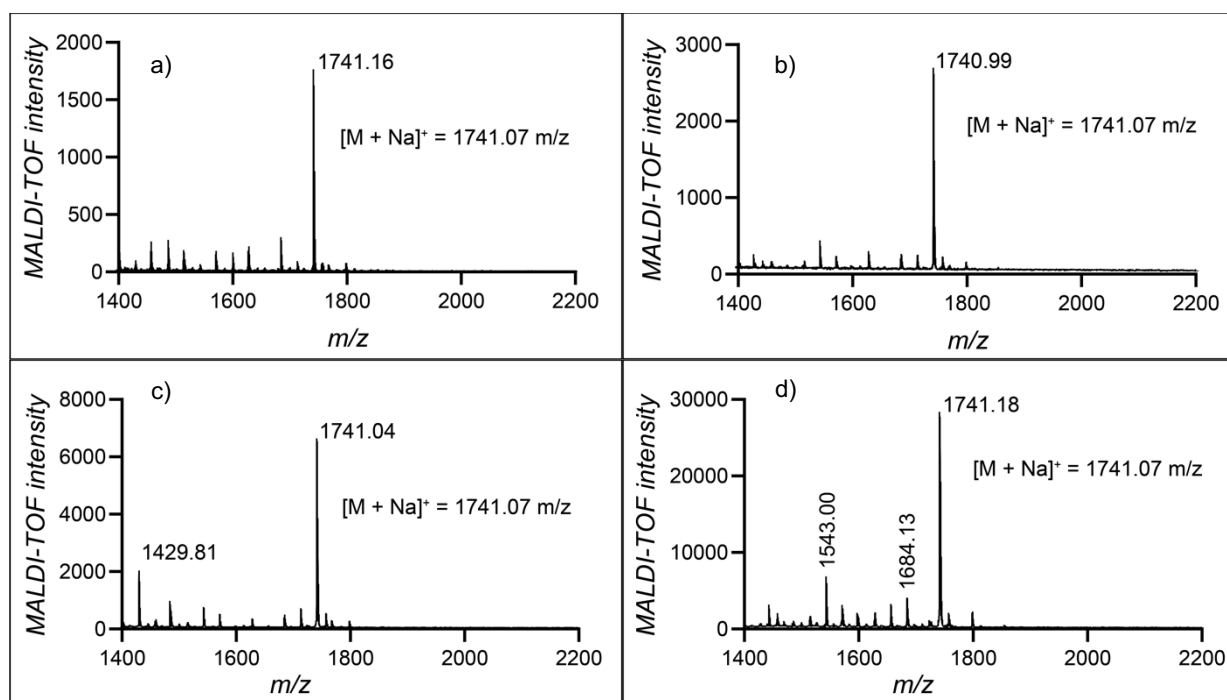 a)
2000
1500
1000
500
0
MALDI-TOF intensity
1741.16
[M + Na]⁺ = 1741.07 m/z
1400 1600 1800 2000 2200
m/z
b)
3000
2000
1000
0
MALDI-TOF intensity
1740.99
[M + Na]⁺ = 1741.07 m/z
1400 1600 1800 2000 2200
m/z
c)
8000
6000
4000
2000
0
MALDI-TOF intensity
1741.04
[M + Na]⁺ = 1741.07 m/z
1429.81
1400 1600 1800 2000 2200
m/z
d)
30000
20000
10000
0
MALDI-TOF intensity
1741.18
[M + Na]⁺ = 1741.07 m/z
1543.00
1684.13
1400 1600 1800 2000 2200
m/z